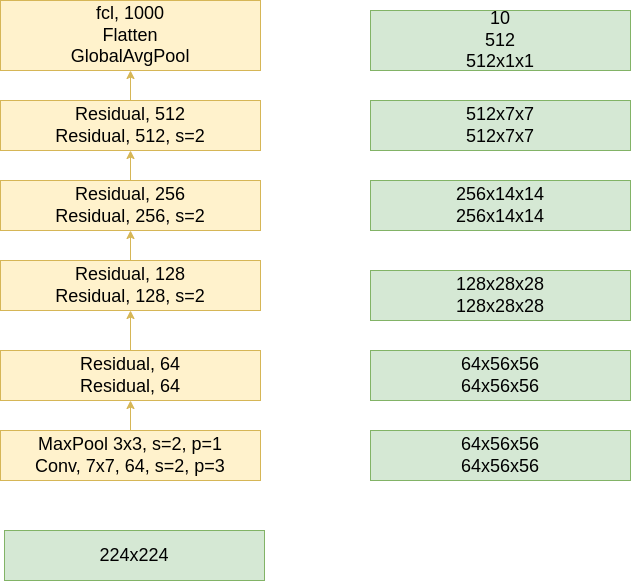 fcl, 1000
Flatten
GlobalAvgPool
10
512
512x1x1
Residual, 512
Residual, 512, s=2
512x7x7
512x7x7
Residual, 256
Residual, 256, s=2
256x14x14
256x14x14
Residual, 128
Residual, 128, s=2
128x28x28
128x28x28
Residual, 64
Residual, 64
64x56x56
64x56x56
MaxPool 3x3, s=2, p=1
Conv, 7x7, 64, s=2, p=3
64x56x56
64x56x56
224x224